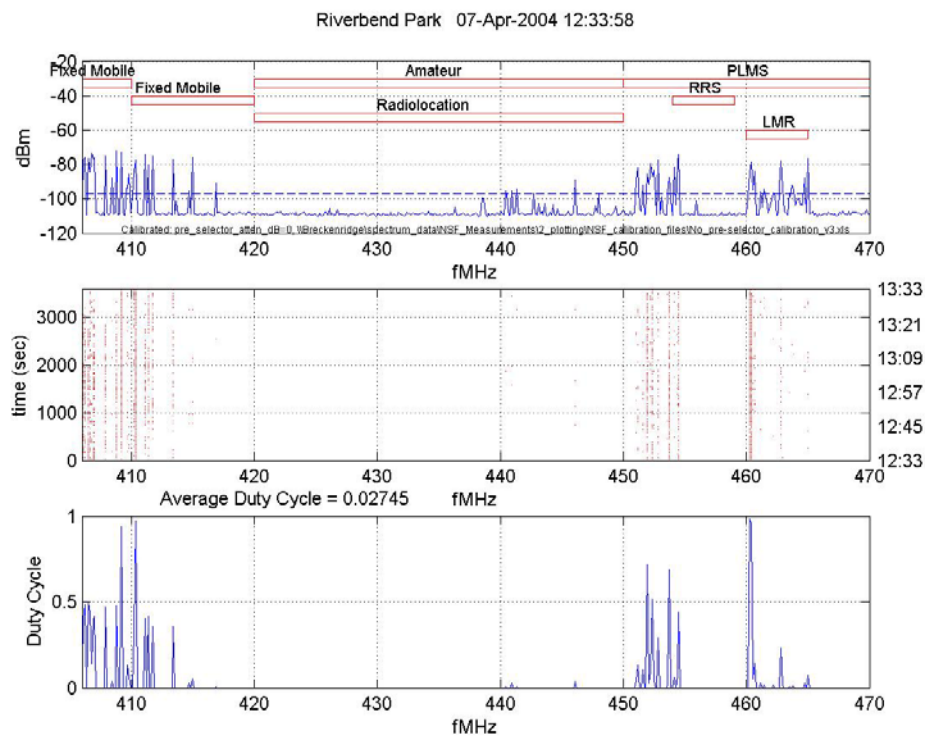 Riverbend Park 07-Apr-2004 12:33:58
-20
Fixed Mobile Amateur PLMS
-40
Fixed Mobile RRS
Radiolocation
-60
LMR
dBm
-80
-100
-120
Calibrated: pre_selector_atten_dB=0, \\Breckenridge\spectrum_data\NSF_Measurements\2_plotting\NSF_calibration_files\No_pre-selector_calibration_v3.xls
410 420 430 440 450 460 470
fMHz
3000
2000
1000
0
time (sec)
13:33
13:21
13:09
12:57
12:45
12:33
410 420 430 440 450 460 470
Average Duty Cycle = 0.02745 fMHz
1
0.5
0
Duty Cycle
410 420 430 440 450 460 470
fMHz